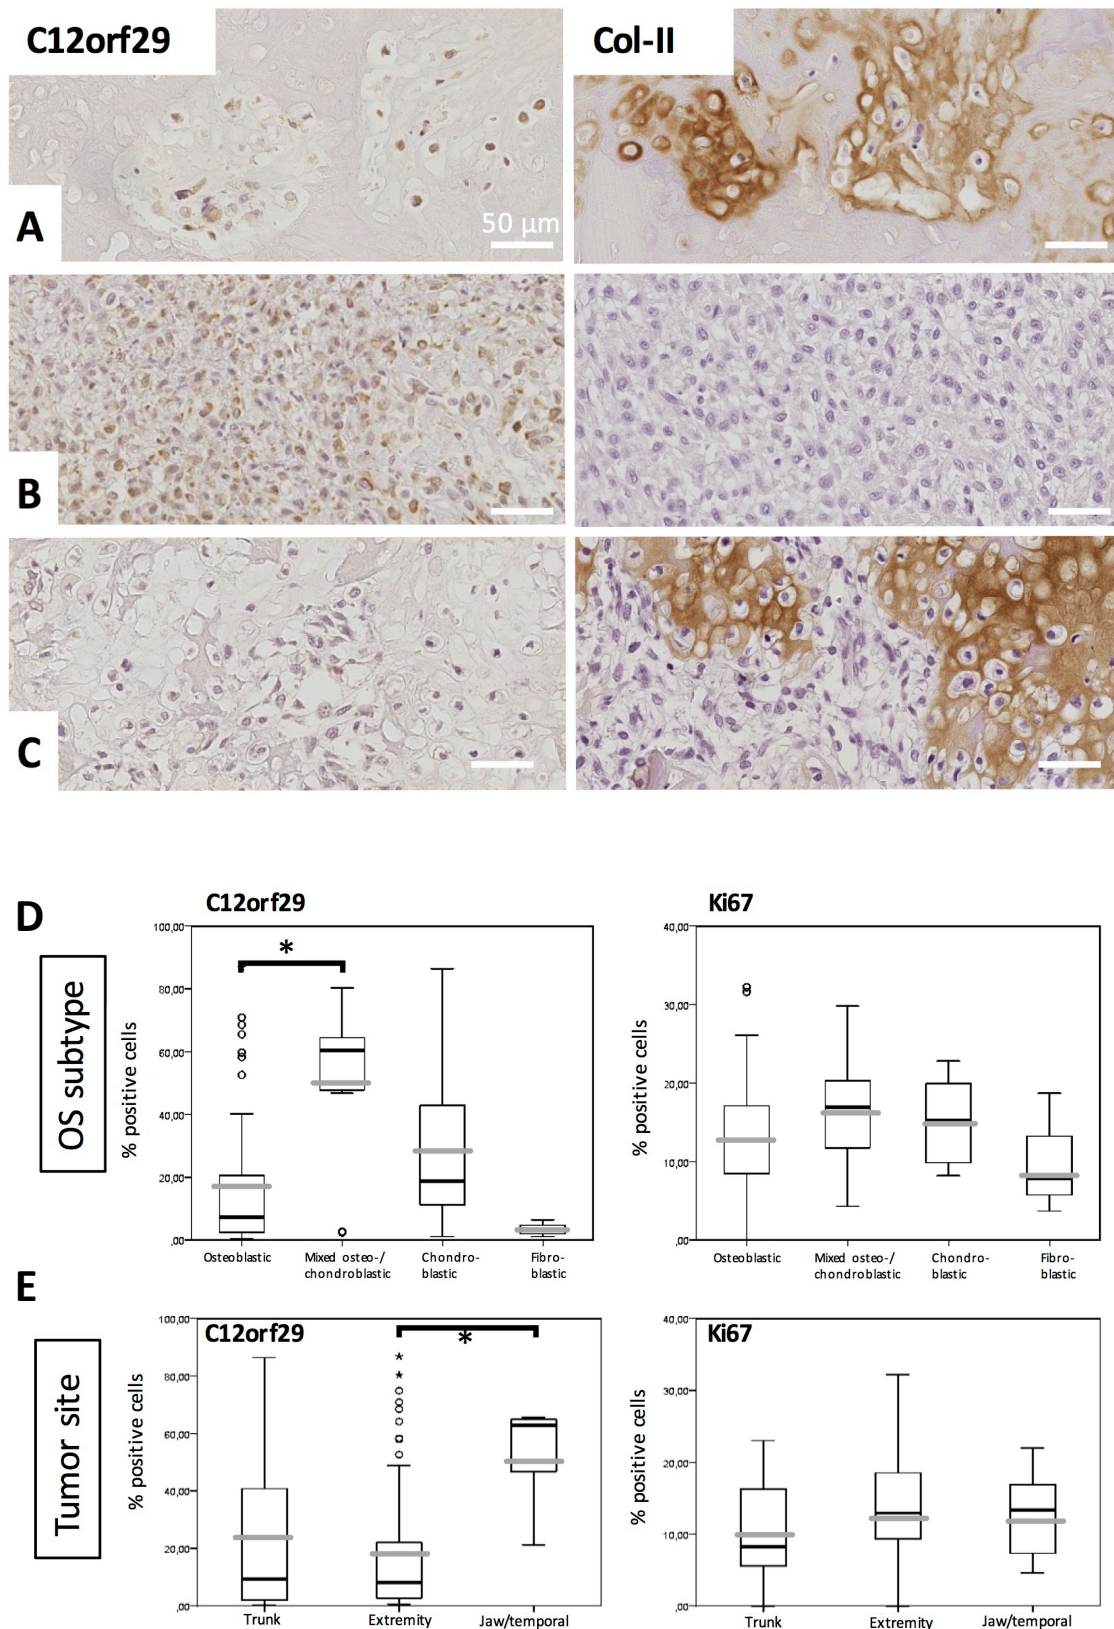 C12orf29
Col-II
A
50 µm
B
C
D
OS subtype
C12orf29
% positive cells
100,00
80,00
60,00
40,00
20,00
,00
Osteoblastic
Mixed osteo-/
chondroblastic
Chondro-
blastic
Fibro-
blastic
*
Ki67
% positive cells
40,00
30,00
20,00
10,00
,00
Osteoblastic
Mixed osteo-/
chondroblastic
Chondro-
blastic
Fibro-
blastic
E
Tumor site
C12orf29
% positive cells
100,00
80,00
60,00
40,00
20,00
,00
Trunk
Extremity
Jaw/temporal
*
Ki67
% positive cells
40,00
30,00
20,00
10,00
,00
Trunk
Extremity
Jaw/temporal